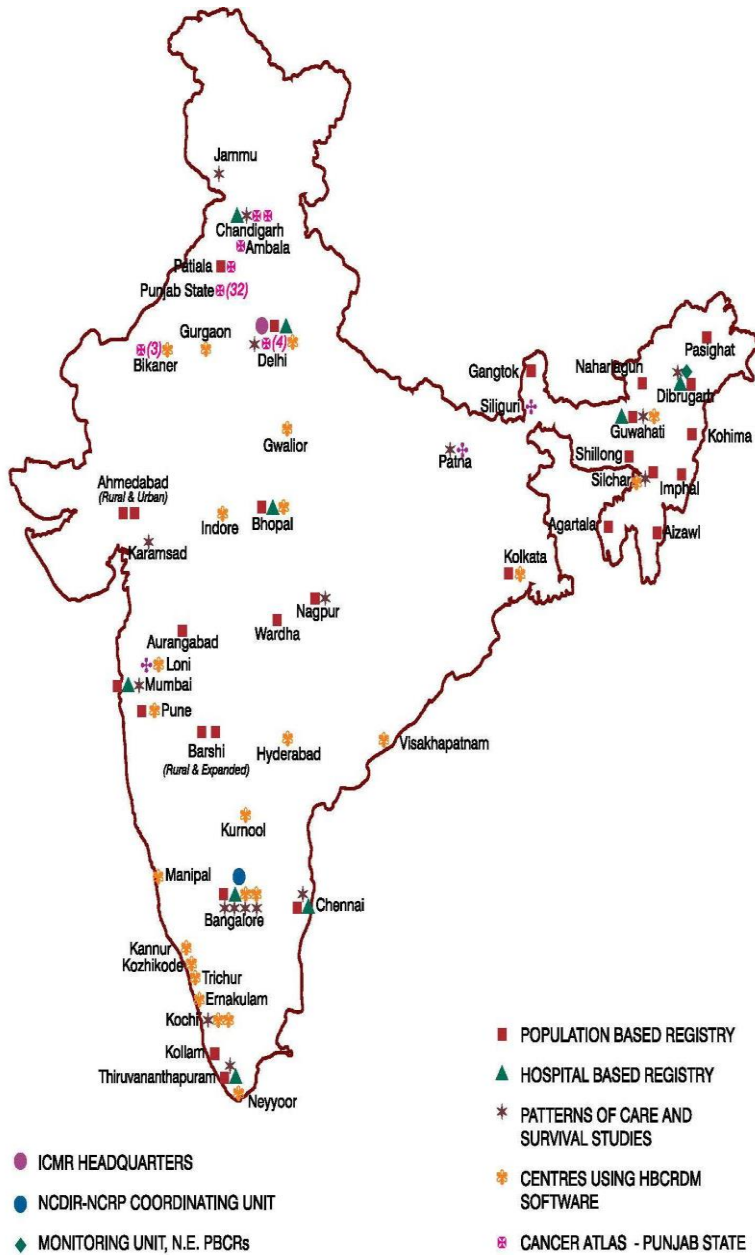 Jammu
Chandigarh
Ambala
Patiala
Punjab State (32)
Gurgaon
(3)
Bikaner
(4)
Delhi
Gwalior
Gangtok
Siliguri
Patna
Naharlagun
Pasighat
Dibrugarh
Guwahati
Kohima
Shillong
Silchar
Imphal
Agartala
Aizawl
Ahmedabad
(Rural & Urban)
Karamsad
Indore
Bhopal
Kolkata
Nagpur
Wardha
Aurangabad
Loni
Mumbai
Pune
Barshi
(Rural & Expanded)
Hyderabad
Visakhapatnam
Kurnool
Manipal
Bangalore
Chennai
Kannur
Kozhikode
Trichur
Ernakulam
Kochi
Kollam
Thiruvananthapuram
Neyyoor
ICMR HEADQUARTERS
NCDIR-NCRP COORDINATING UNIT
MONITORING UNIT, N.E. PBCRs
POPULATION BASED REGISTRY
HOSPITAL BASED REGISTRY
PATTERNS OF CARE AND
SURVIVAL STUDIES
CENTRES USING HBCRDM
SOFTWARE
CANCER ATLAS - PUNJAB STATE